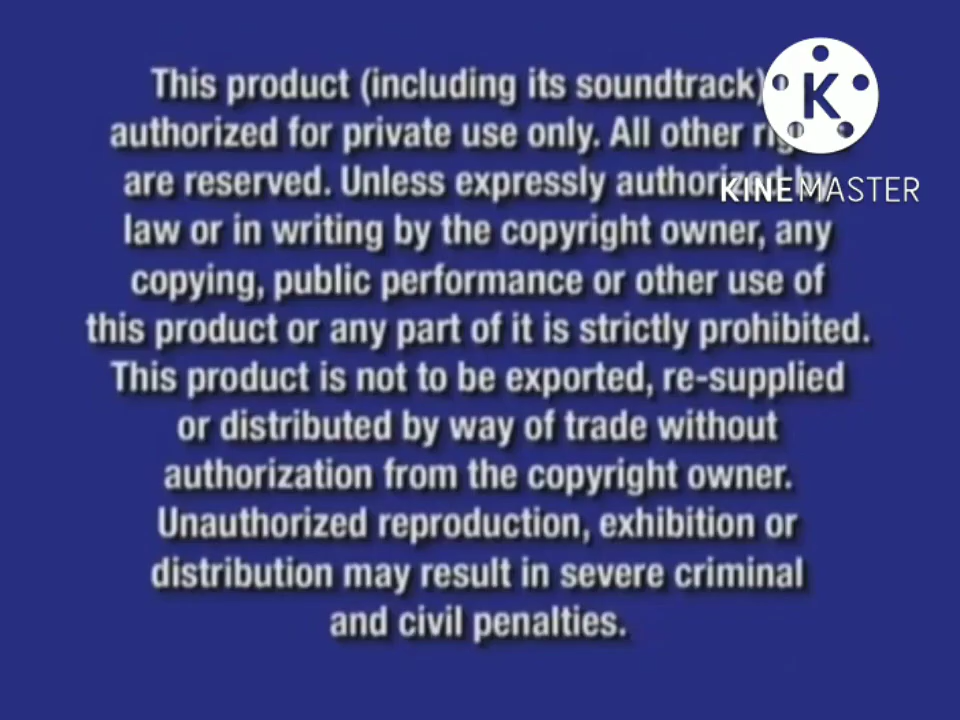 This product (including its soundtrack)
authorized for private use only. All other
are reserved. Unless expressly authorized by
law or in writing by the copyright owner, any
copying, public performance or other use of
this product or any part of it is strictly prohibited.
This product is not to be exported, re-supplied
or distributed by way of trade without
authorization from the copyright owner.
Unauthorized reproduction, exhibition or
distribution may result in severe criminal
and civil penalties.
K
KINEMASTER